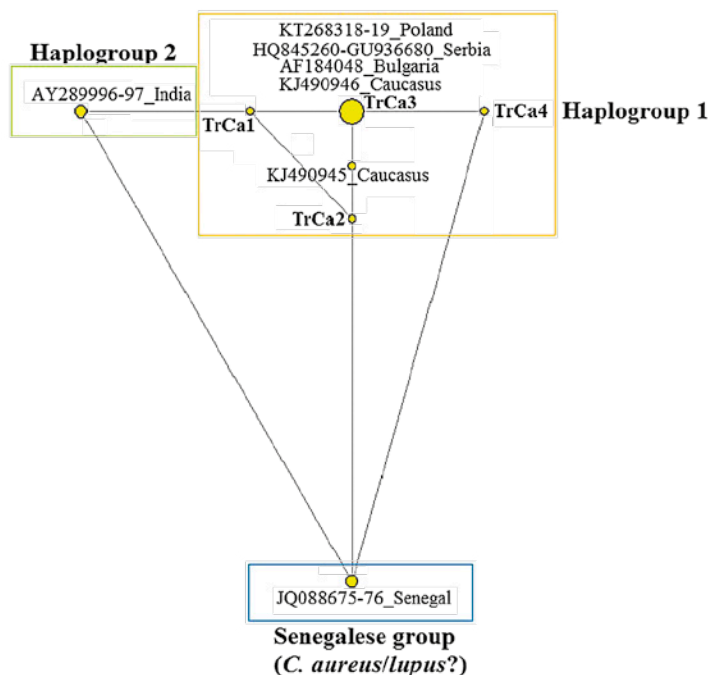 KT268318-19_Poland
HQ845260-GU936680_Serbia
AF184048_Bulgaria
KJ490946_Caucasus
Haplogroup 2
AY289996-97_India
TrCa1
TrCa3
TrCa4
Haplogroup 1
KJ490945_Caucasus
TrCa2
JQ088675-76_Senegal
Senegalese group
(C. aureus/lupus?)